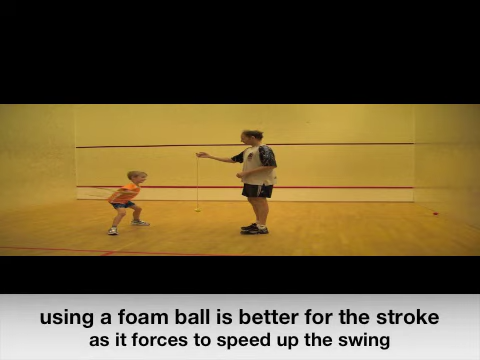 using a foam ball is better for the stroke
as it forces to speed up the swing